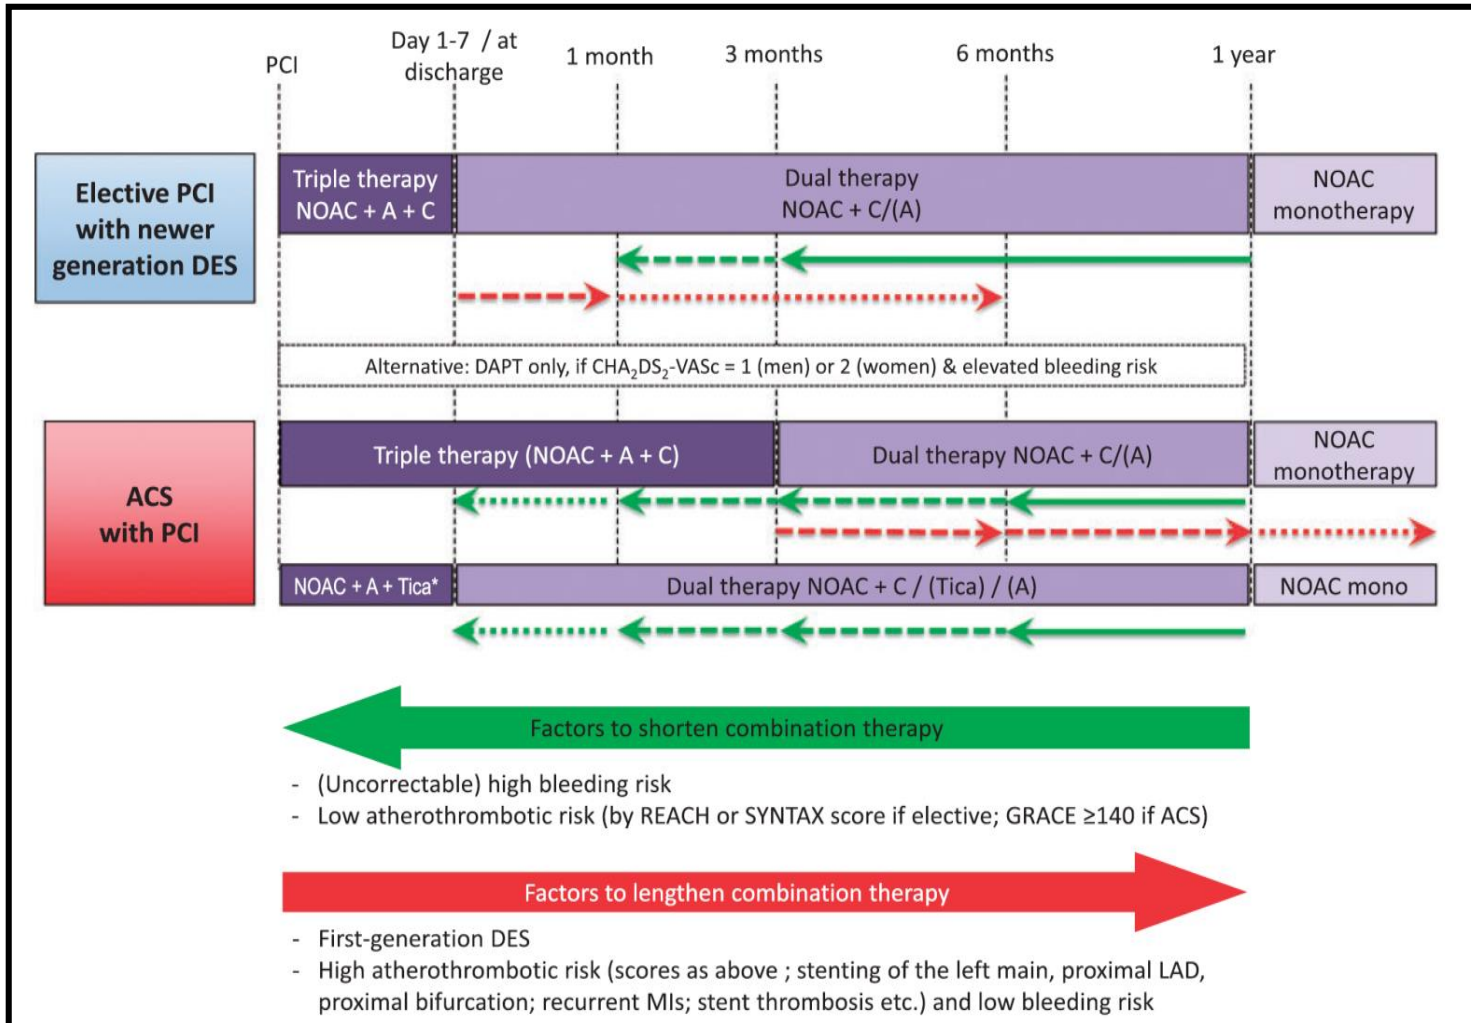 PCI
Day 1-7 / at
discharge
1 month
3 months
6 months
1 year
Elective PCI
with newer
generation DES
Triple therapy
NOAC + A + C
Dual therapy
NOAC + C/(A)
NOAC
monotherapy
Alternative: DAPT only, if CHA₂DS₂-VASc = 1 (men) or 2 (women) & elevated bleeding risk
ACS
with PCI
Triple therapy (NOAC + A + C)
Dual therapy NOAC + C/(A)
NOAC
monotherapy
NOAC + A + Tica*
Dual therapy NOAC + C / (Tica) / (A)
NOAC mono
Factors to shorten combination therapy
- (Uncorrectable) high bleeding risk
- Low atherothrombotic risk (by REACH or SYNTAX score if elective; GRACE ≥140 if ACS)
Factors to lengthen combination therapy
- First-generation DES
- High atherothrombotic risk (scores as above ; stenting of the left main, proximal LAD,
proximal bifurcation; recurrent MIs; stent thrombosis etc.) and low bleeding risk